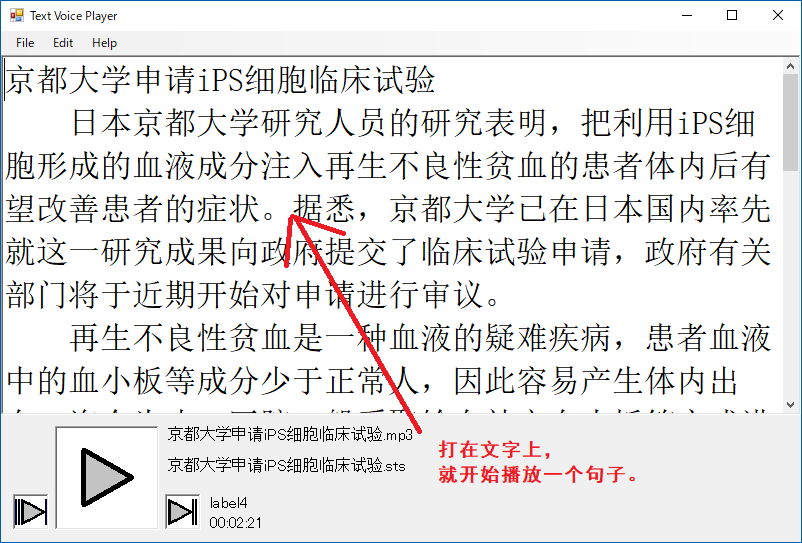 Text Voice Player
File Edit Help
京都大学申请iPS细胞临床试验
日本京都大学研究人员的研究表明，把利用iPS细
胞形成的血液成分注入再生不良性贫血的患者体内后有
望改善患者的症状。据悉，京都大学已在日本国内率先
就这一研究成果向政府提交了临床试验申请，政府有关
部门将于近期开始对申请进行审议。
再生不良性贫血是一种血液的疑难疾病，患者血液
中的血小板等成分少于正常人，因此容易产生体内出
京都大学申请iPS细胞临床试验.mp3
京都大学申请iPS细胞临床试验.sts
打在文字上，
就开始播放一个句子。
label4
00:02:21